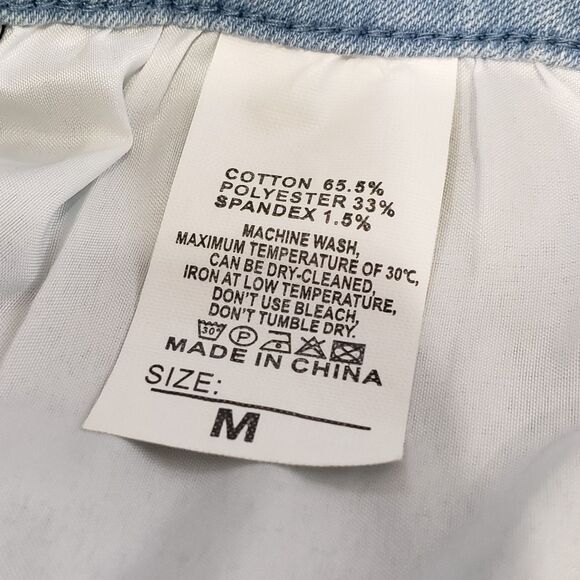 COTTON 65.5%
POLYESTER 33%
SPANDEX 1.5%
MACHINE WASH,
MAXIMUM TEMPERATURE OF 30℃,
CAN BE DRY-CLEANED,
IRON AT LOW TEMPERATURE,
DON'T USE BLEACH,
DON'T TUMBLE DRY.
30° P
MADE IN CHINA
SIZE:
M